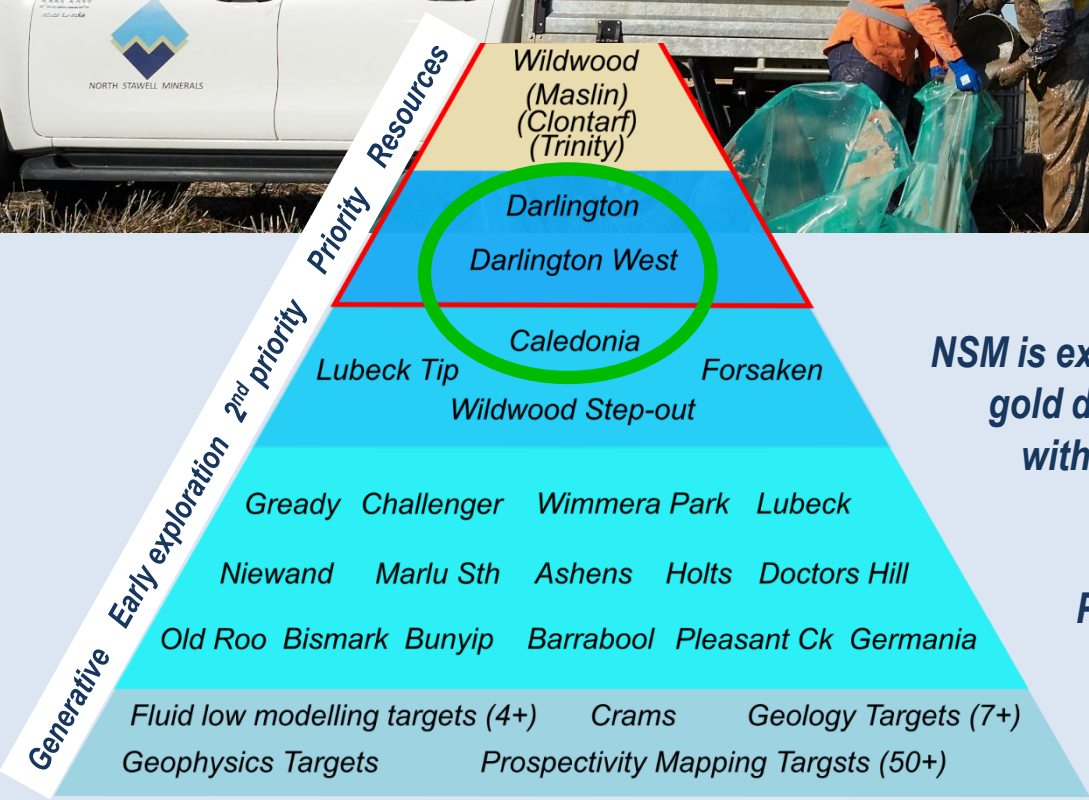 NORTH STAWELL MINERALS
Wildwood
(Maslin)
(Clontarf)
(Trinity)
Darlington
Darlington West
Caledonia
Lubeck Tip Forsaken
Wildwood Step-out
Gready Challenger Wimmera Park Lubeck
Niewand Marlu Sth Ashens Holts Doctors Hill
Old Roo Bismark Bunyip Barrabool Pleasant Ck Germania
Fluid low modelling targets (4+) Crams Geology Targets (7+)
Geophysics Targets Prospectivity Mapping Targsts (50+)
Generative Early exploration 2nd priority Priority Resources
NSM is ex
gold d
with